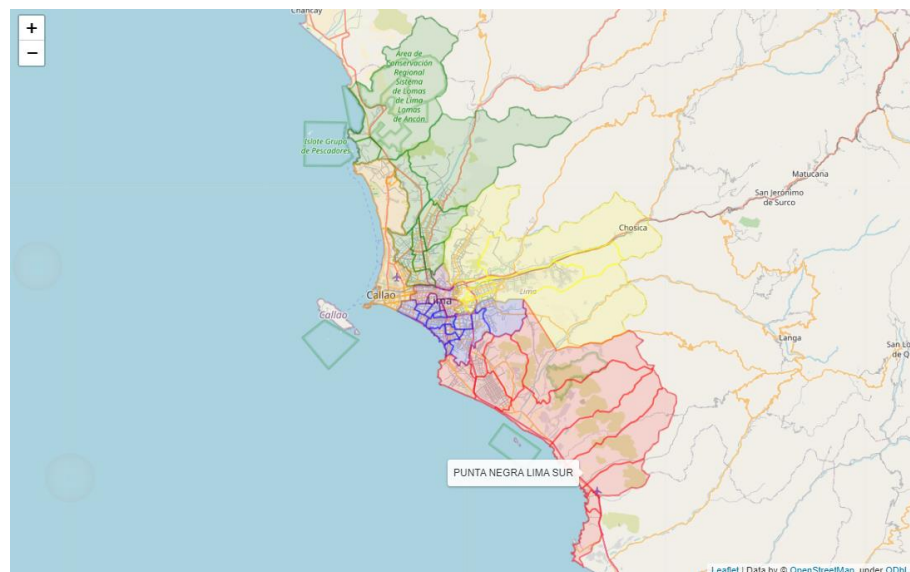 Chancay
+
−
Área de
Conservación
Regional
Sistema
de Lomas
de Lima
Lomas
de Ancón
Islote Grupo
de Pescadores
Matucana
San Jerónimo
de Surco
Chosica
Lima
Callao
Lima
Callao
Langa
San Lo
de Q
PUNTA NEGRA LIMA SUR
Leaflet | Data by © OpenStreetMap, under ODbL